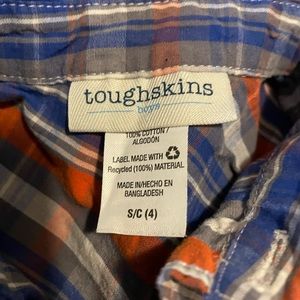 toughskins
boys
100% COTTON /
ALGODÓN
LABEL MADE WITH
Recycled (100%) MATERIAL
MADE IN/HECHO EN
BANGLADESH
S/C (4)